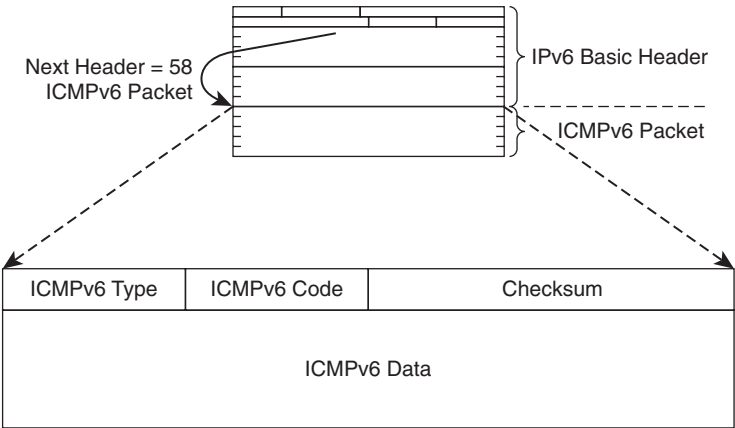 Next Header = 58
ICMPv6 Packet
IPv6 Basic Header
ICMPv6 Packet
ICMPv6 Type
ICMPv6 Code
Checksum
ICMPv6 Data